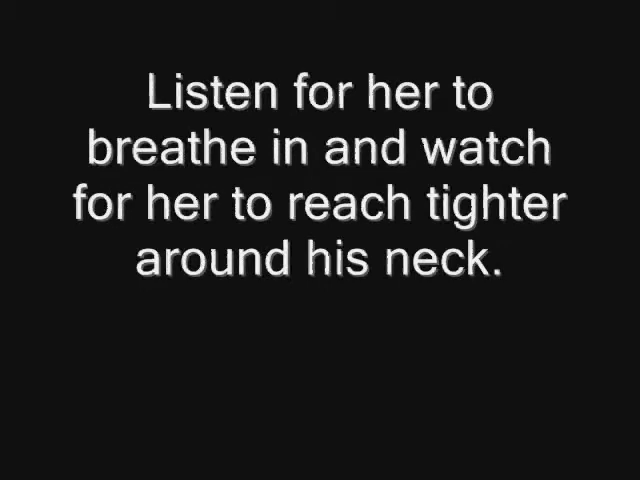 Listen for her to
breathe in and watch
for her to reach tighter
around his neck.